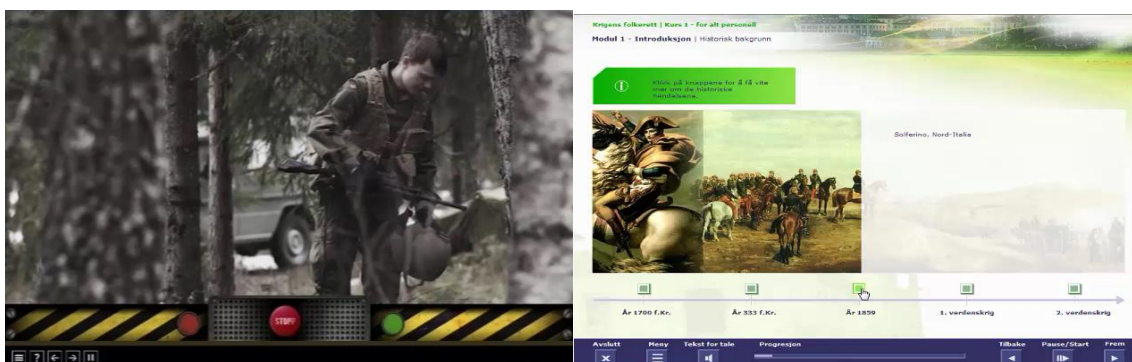 STOPP
?
Krigens folkerett | Kurs 1 - for alt personell
Modul 1 - Introduksjon | Historisk bakgrunn
Klikk på knappene for å få vite
mer om de historiske
hendelsene.
Solferino, Nord-Italia
År 1700 f.Kr. År 333 f.Kr. År 1859 1. verdenskrig 2. verdenskrig
Avslutt Meny Tekst for tale Progresjon Tilbake Pause/Start Frem